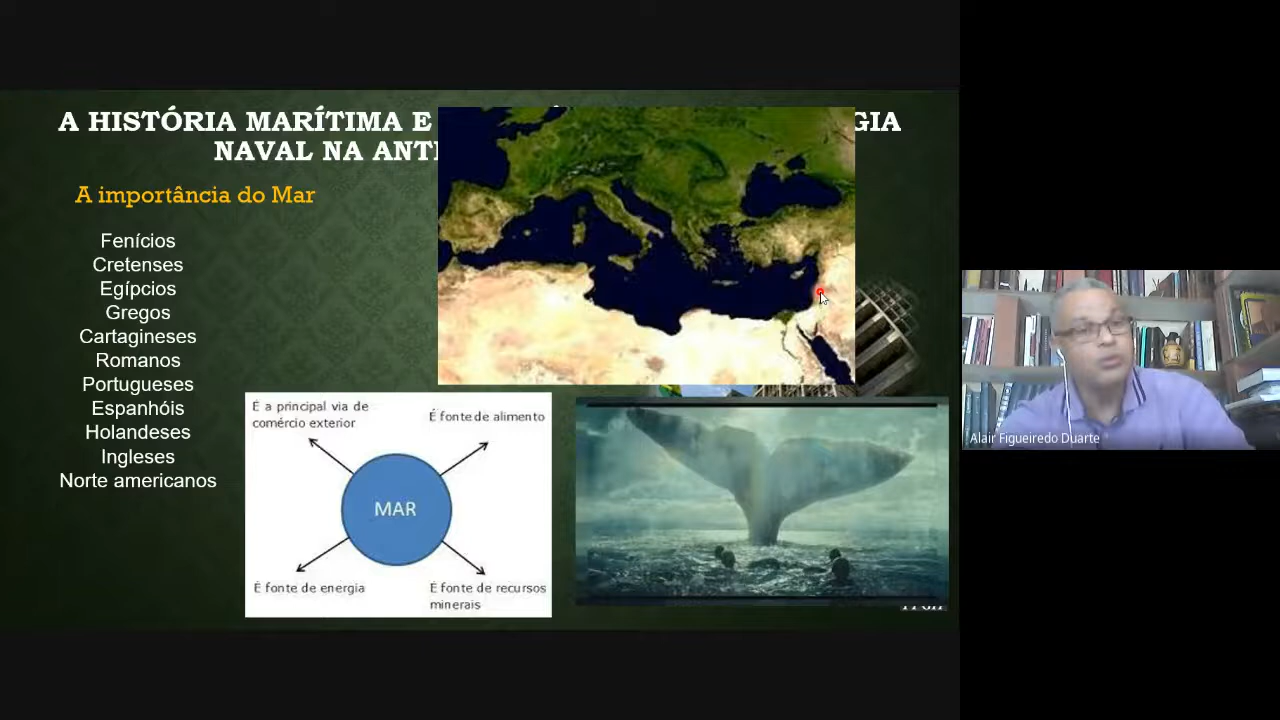 A HISTÓRIA MARÍTIMA E GIA
NAVAL NA ANT
A importância do Mar
Fenícios
Cretenses
Egípcios
Gregos
Cartagineses
Romanos
Portugueses
Espanhóis
Holandeses
Ingleses
Norte americanos
É a principal via de
comércio exterior
É fonte de alimento
MAR
É fonte de energia
É fonte de recursos
minerais
Alair Figueiredo Duarte